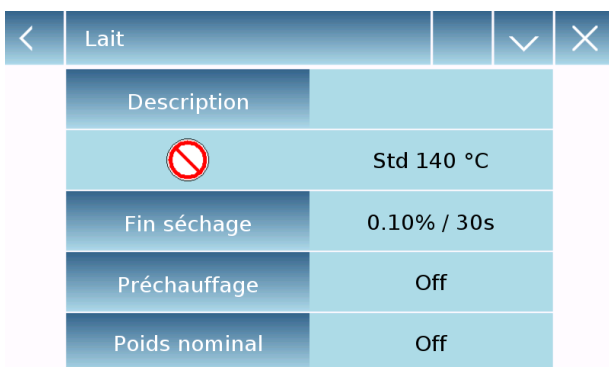 Lait
Description
Std 140 °C
Fin séchage 0.10% / 30s
Préchauffage Off
Poids nominal Off